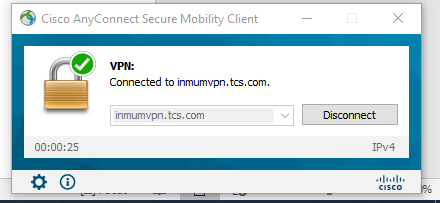 Cisco AnyConnect Secure Mobility Client
VPN:
Connected to inmumvpn.tcs.com.
inmumvpn.tcs.com
Disconnect
00:00:25
IPv4
CISCO